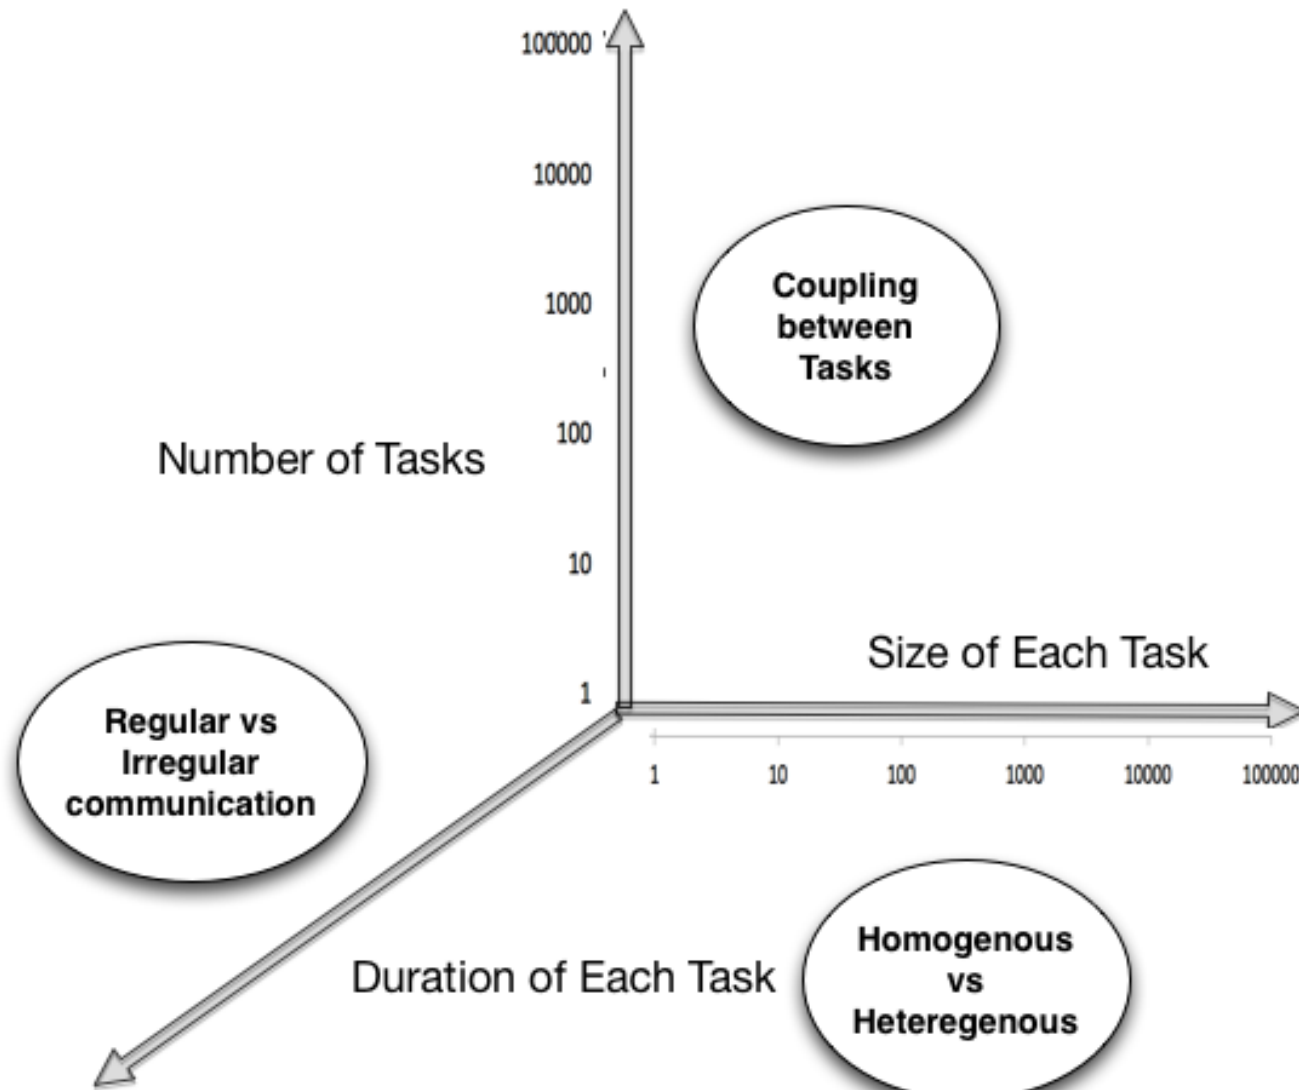 100000
10000
1000
100
10
1
Number of Tasks
Coupling
between
Tasks
Size of Each Task
1 10 100 1000 10000 100000
Regular vs
Irregular
communication
Duration of Each Task
Homogenous
vs
Heteregenous